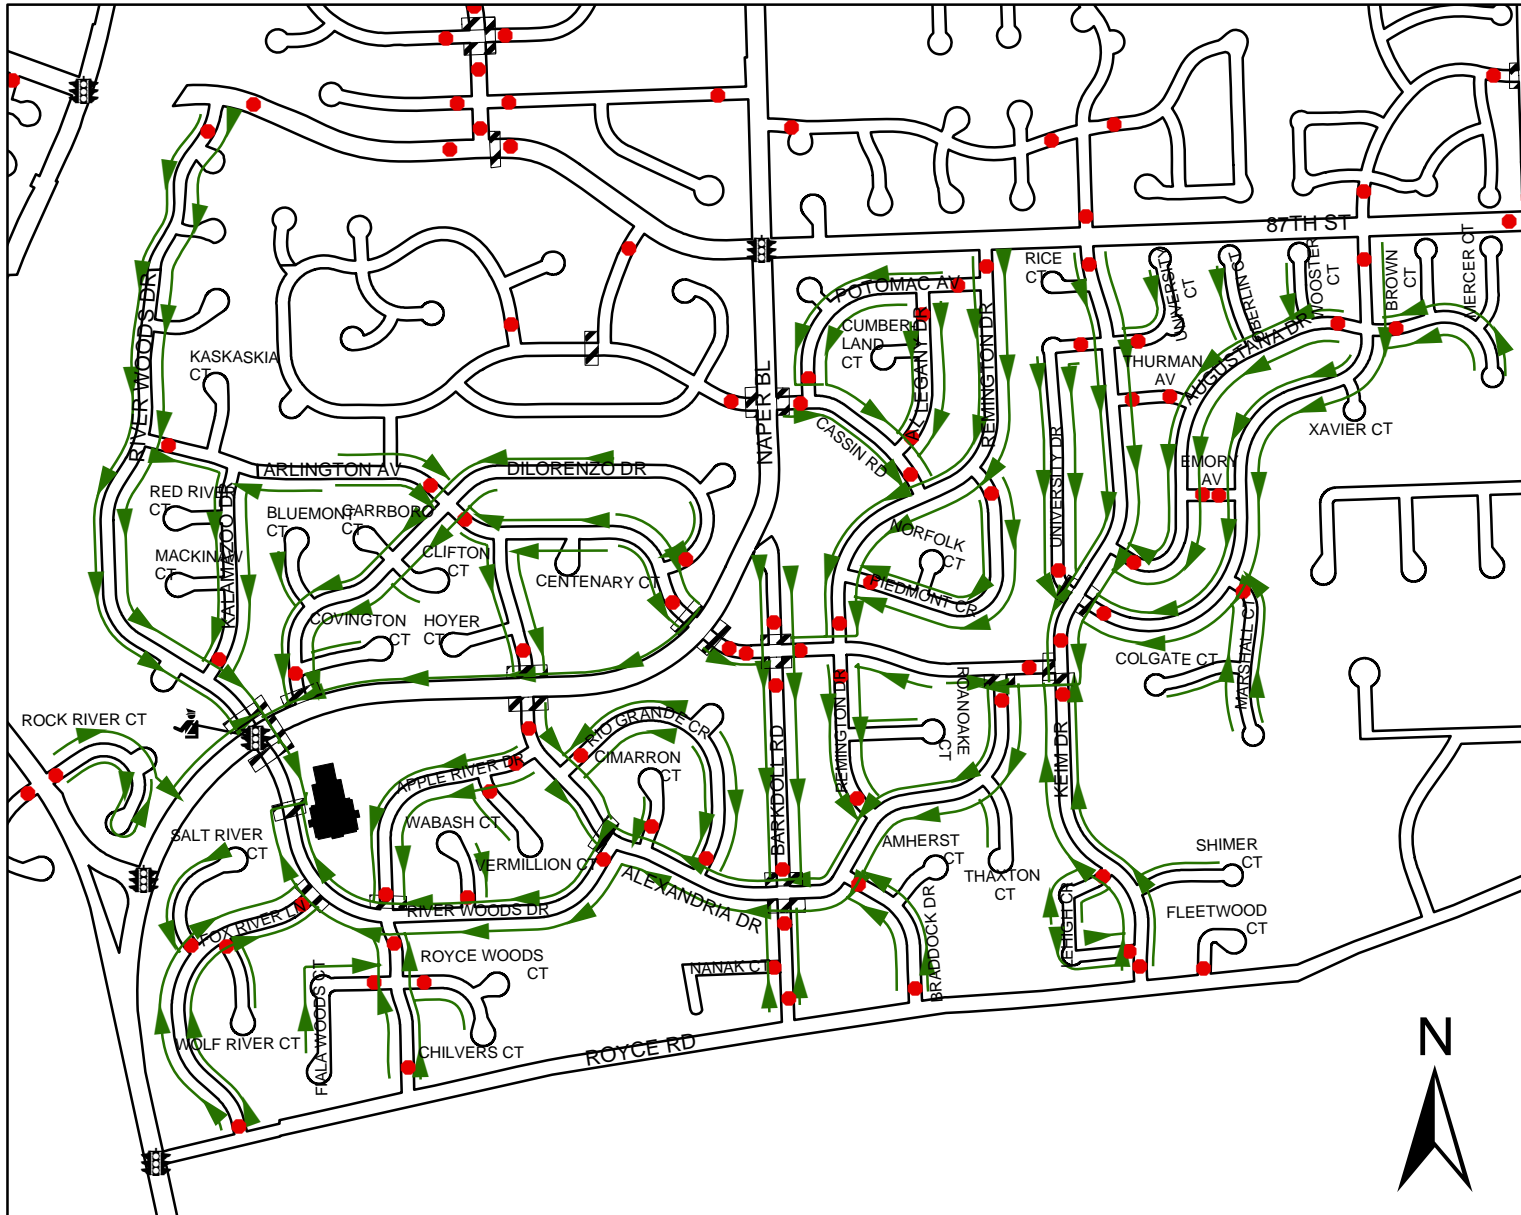 87TH ST
RICE
CT
UNIVERSITY
CT
OBERLIN CT
WOOSTER
CT
BROWN
CT
MERCER CT
RIVER WOODS DR
POTOMAC AV
CUMBER-
LAND
CT
ALLEGANY DR
REMINGTON DR
KASKASKIA
CT
THURMAN
AV
AUGUSTANA DR
NAPER BL
CASSIN RD
XAVIER CT
ARLINGTON AV
DILORENZO DR
EMORY
AV
RED RIVER
CT
KALAMAZOO DR
BLUEMONT
CT
CARRBORO
CT
UNIVERSITY DR
NORFOLK
CT
MACKINAW
CT
CLIFTON
CT
CENTENARY CT
PIEDMONT CR
COVINGTON
CT
HOYER
CT
MARSHALL CT
COLGATE CT
ROCK RIVER CT
RIO GRANDE CR
REMINGTON DR
ROANOAKE
CT
KEIM DR
APPLE RIVER DR
CIMARRON
CT
BARKDOLL RD
SALT RIVER
CT
WABASH CT
VERMILLION CT
AMHERST
CT
THAXTON
CT
SHIMER
CT
ALEXANDRIA DR
RIVER WOODS DR
FOX RIVER LN
BRADDOCK DR
LEHIGH CR
FLEETWOOD
CT
ROYCE WOODS
CT
NANAK CT
FIALA WOODS CT
WOLF RIVER CT
CHILVERS CT
ROYCE RD
N